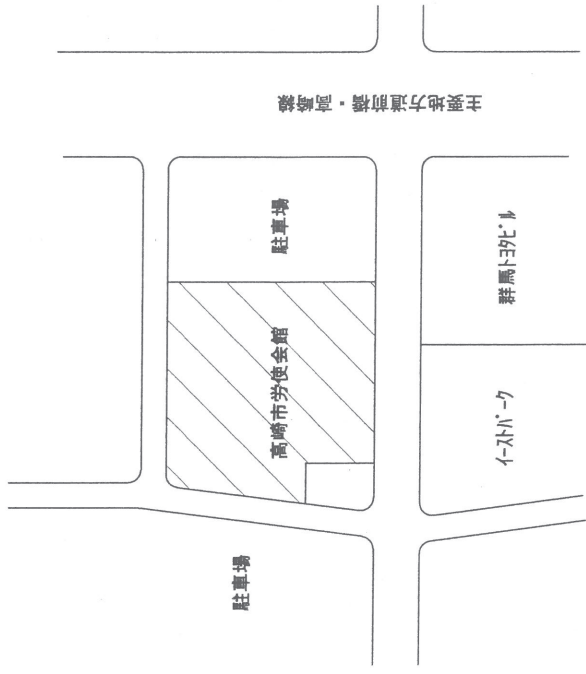 主要地方道前橋・高崎線
駐車場
群馬トヨタビル
高崎市労使会館
イーストパーク
駐車場